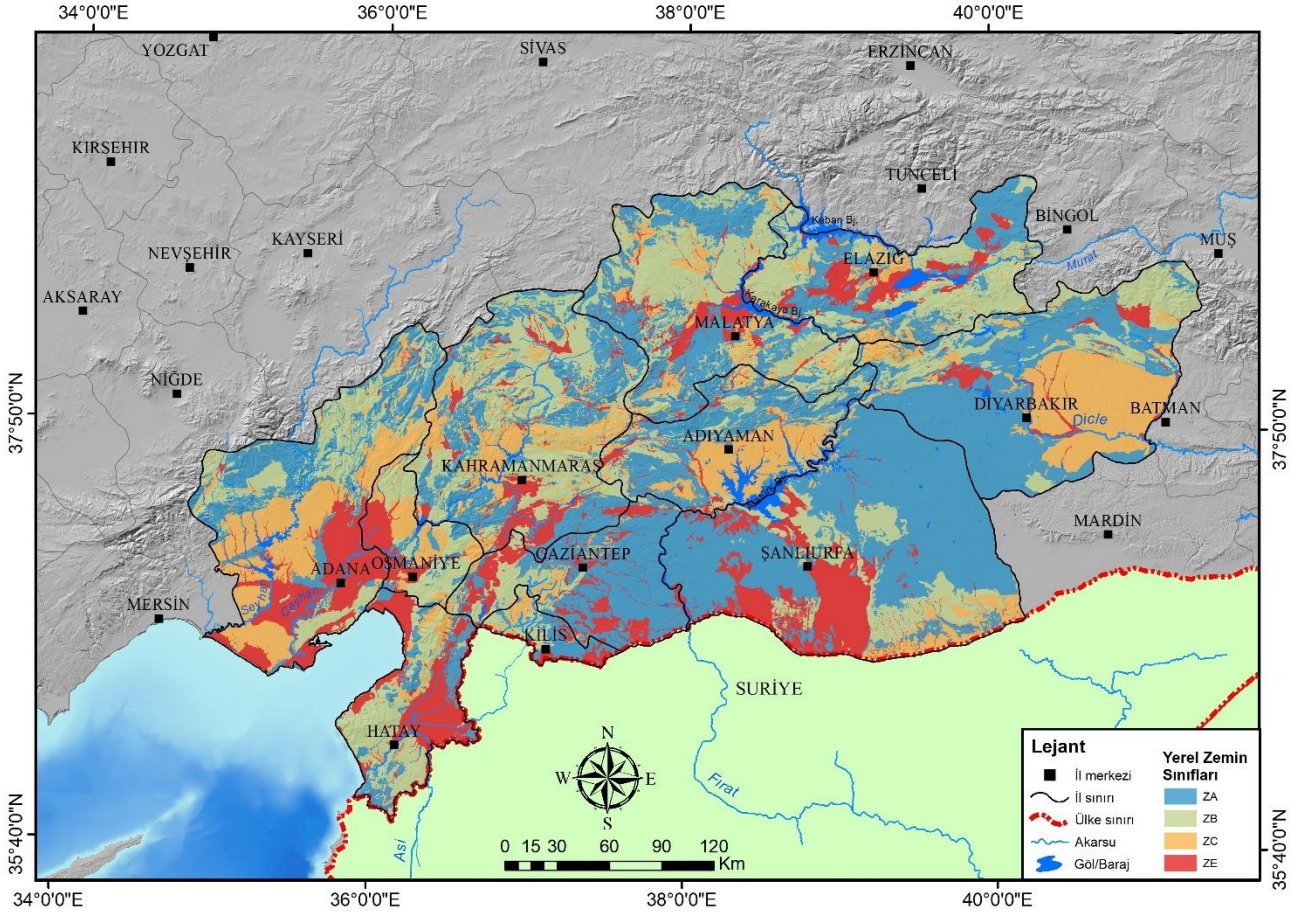 34°0'0"E 36°0'0"E 38°0'0"E 40°0'0"E
YOZGAT
SİVAS
ERZİNCAN
KIRŞEHİR
TUNCELİ
BİNGÖL
MUŞ
NEVŞEHİR
KAYSERİ
Keban Bj.
ELAZIĞ
Murat
AKSARAY
Karakaya Bj.
MALATYA
NİĞDE
37°50'0"N
DİYARBAKIR
BATMAN
Dicle
37°50'0"N
ADIYAMAN
KAHRAMANMARAŞ
MARDİN
GAZİANTEP
ŞANLIURFA
OSMANİYE
ADANA
MERSİN
Seyhan
Ceyhan
KİLİS
SURİYE
HATAY
N
W E
S
Fırat
Asi
0 15 30 60 90 120
Km
35°40'0"N
35°40'0"N
Lejant
Yerel Zemin
Sınıfları
İl merkezi
İl sınırı
Ülke sınırı
Akarsu
Göl/Baraj
ZA
ZB
ZC
ZE
34°0'0"E 36°0'0"E 38°0'0"E 40°0'0"E